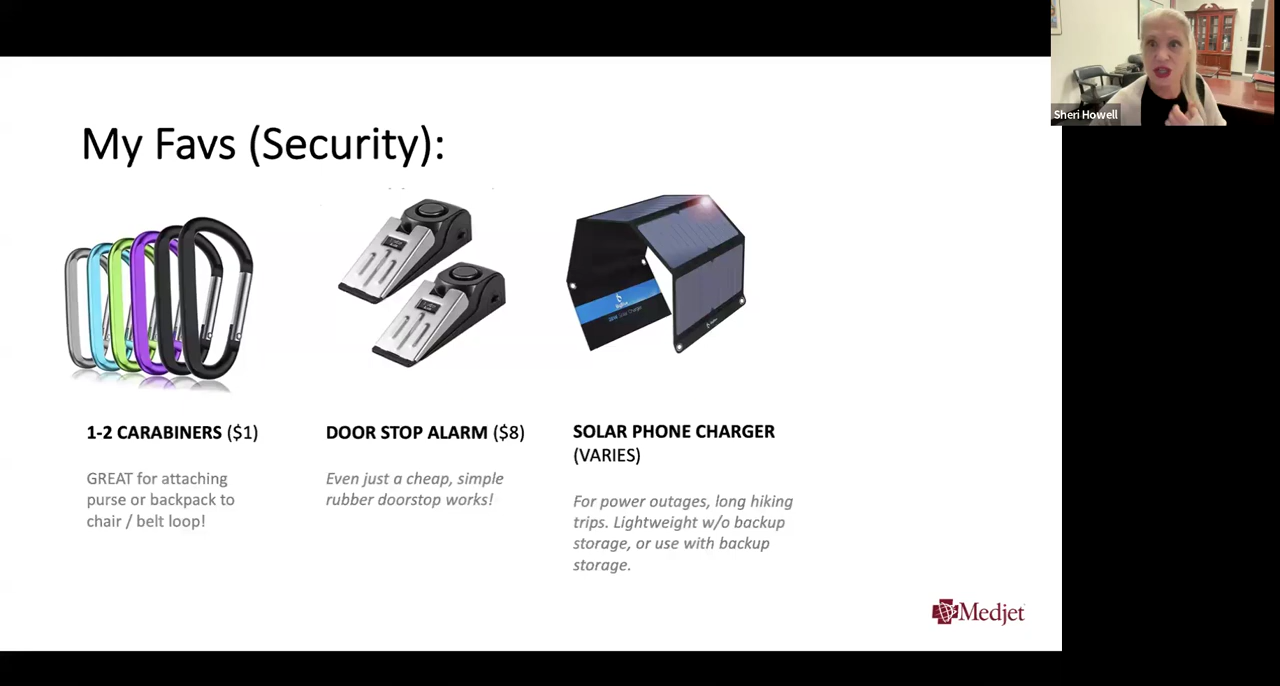 Sheri Howell
My Favs (Security):
1-2 CARABINERS ($1)
GREAT for attaching
purse or backpack to
chair / belt loop!
DOOR STOP ALARM ($8)
Even just a cheap, simple
rubber doorstop works!
SOLAR PHONE CHARGER
(VARIES)
For power outages, long hiking
trips. Lightweight w/o backup
storage, or use with backup
storage.
Medjet